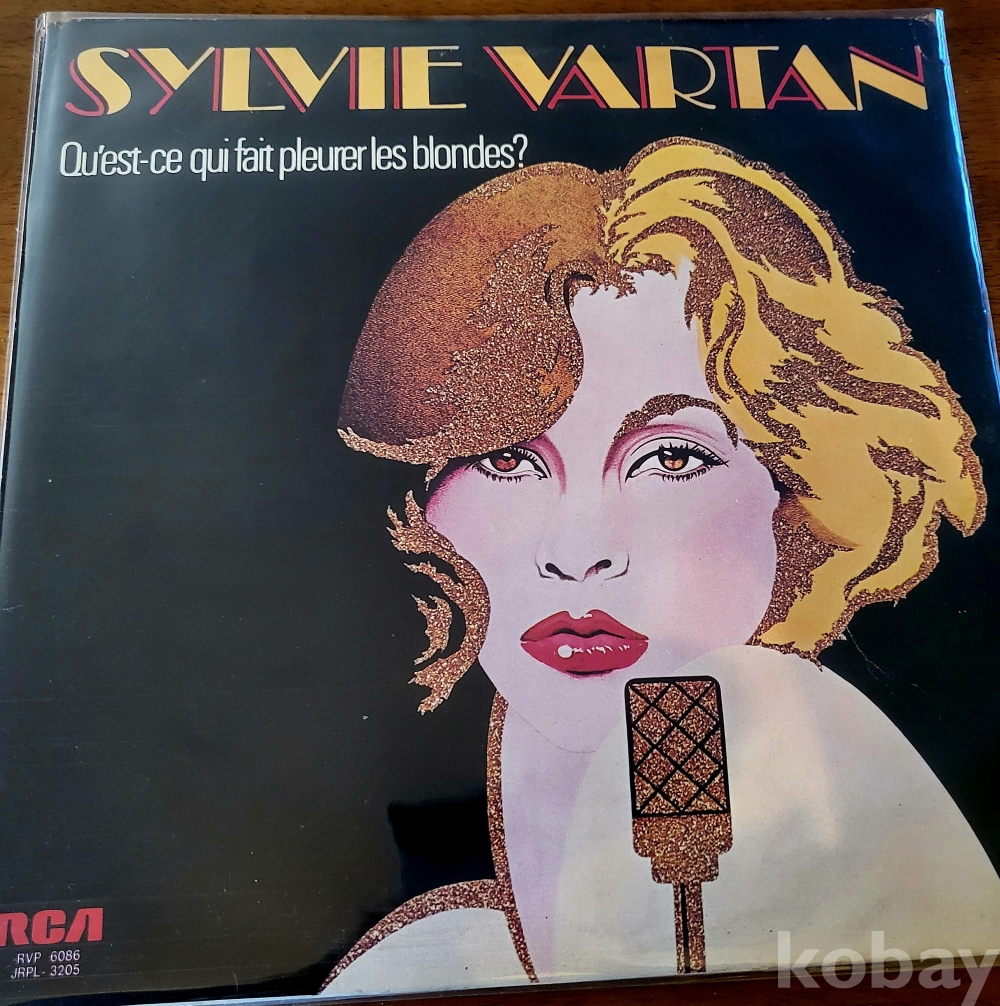 SYLVIE VARTAN
Qu'est-ce qui fait pleurer les blondes?
RCA
RVP 6086
JRPL-3205
kobay